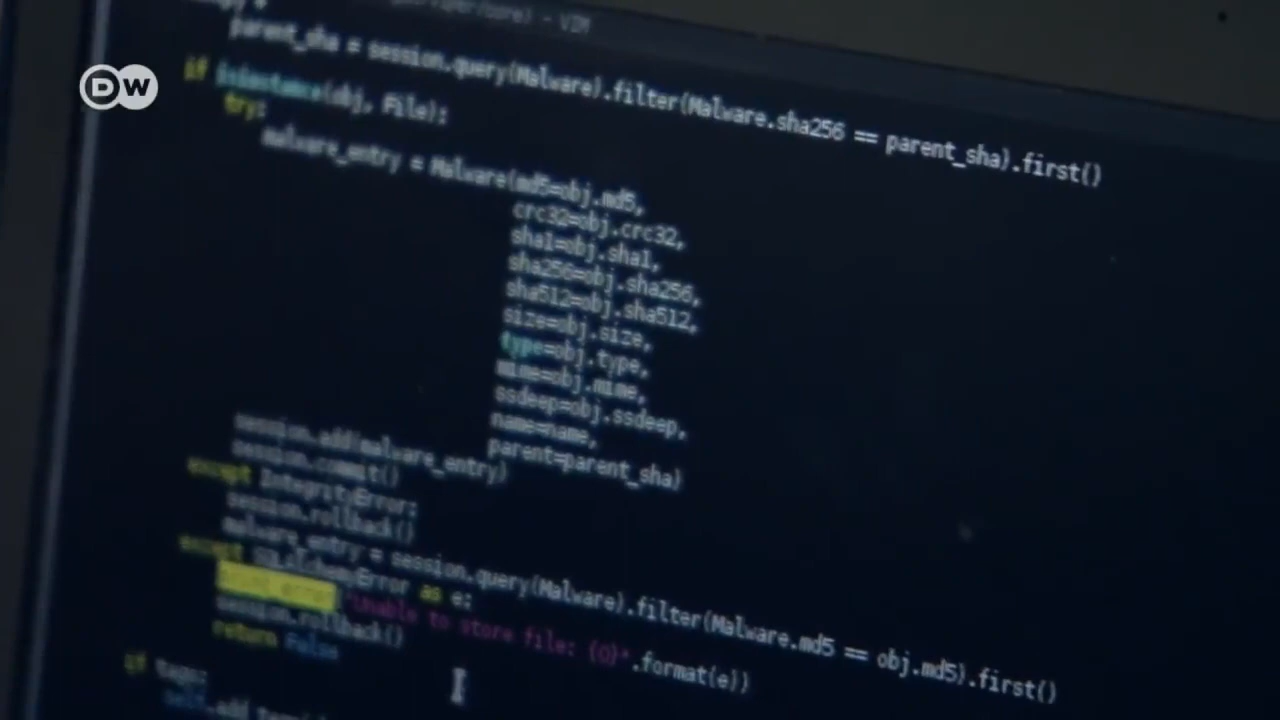 - VIM
parent_sha = session.query(Malware).filter(Malware.sha256 == parent_sha).first()
DW
if isinstance(obj, File):
try:
malware_entry = Malware(md5=obj.md5,
crc32=obj.crc32,
sha1=obj.sha1,
sha256=obj.sha256,
sha512=obj.sha512,
size=obj.size,
type=obj.type,
mime=obj.mime,
ssdeep=obj.ssdeep,
name=name,
parent=parent_sha)
session.add(malware_entry)
session.commit()
except IntegrityError:
session.rollback()
malware_entry = session.query(Malware).filter(Malware.md5 == obj.md5).first()
except SQLAlchemyError as e:
print_error("Unable to store file: {0}".format(e))
session.rollback()
return False
if tags: